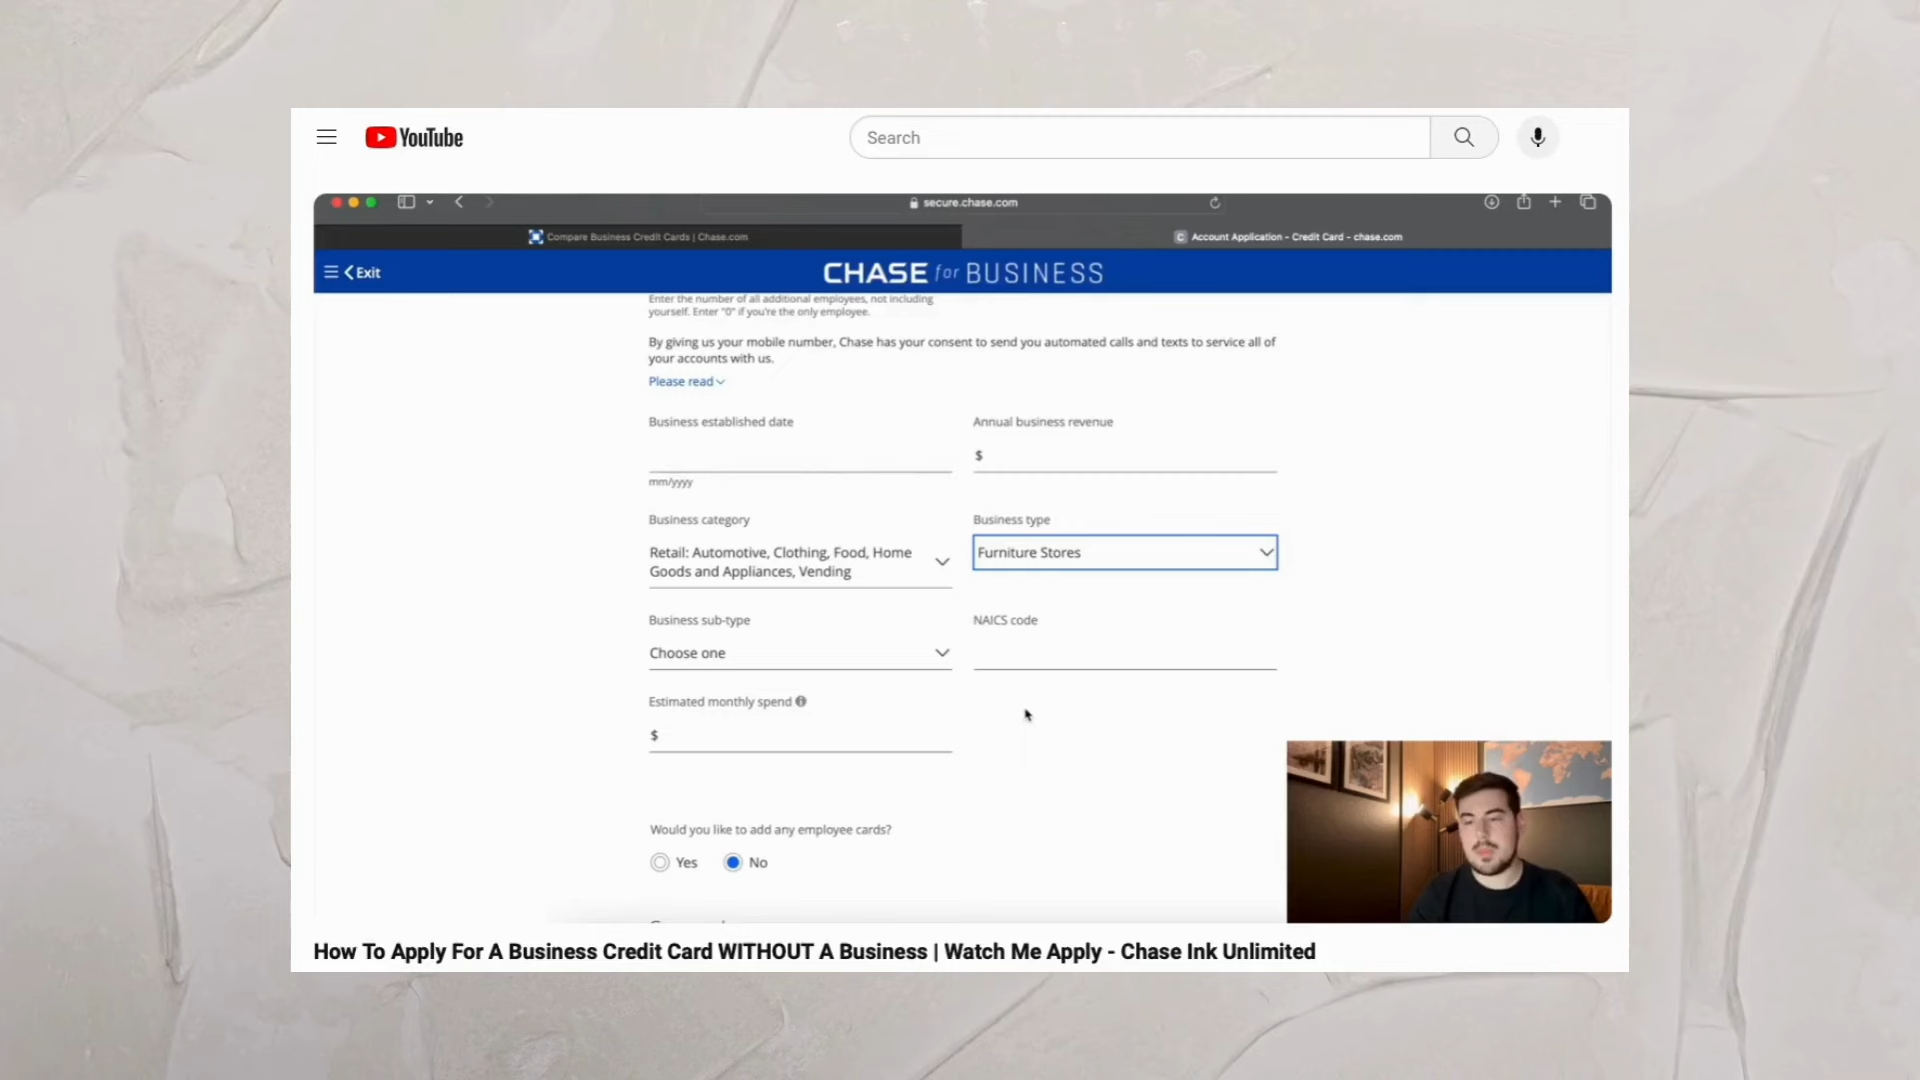 YouTube
Search
secure.chase.com
Compare Business Credit Cards | Chase.com
C Account Application - Credit Card - chase.com
Exit
CHASE for BUSINESS
Enter the number of all additional employees, not including
yourself. Enter "0" if you're the only employee.
By giving us your mobile number, Chase has your consent to send you automated calls and texts to service all of
your accounts with us.
Please read
Business established date
Annual business revenue
$
mm/yyyy
Business category
Business type
Retail: Automotive, Clothing, Food, Home
Goods and Appliances, Vending
Furniture Stores
Business sub-type
NAICS code
Choose one
Estimated monthly spend
$
Would you like to add any employee cards?
Yes
No
How To Apply For A Business Credit Card WITHOUT A Business | Watch Me Apply - Chase Ink Unlimited